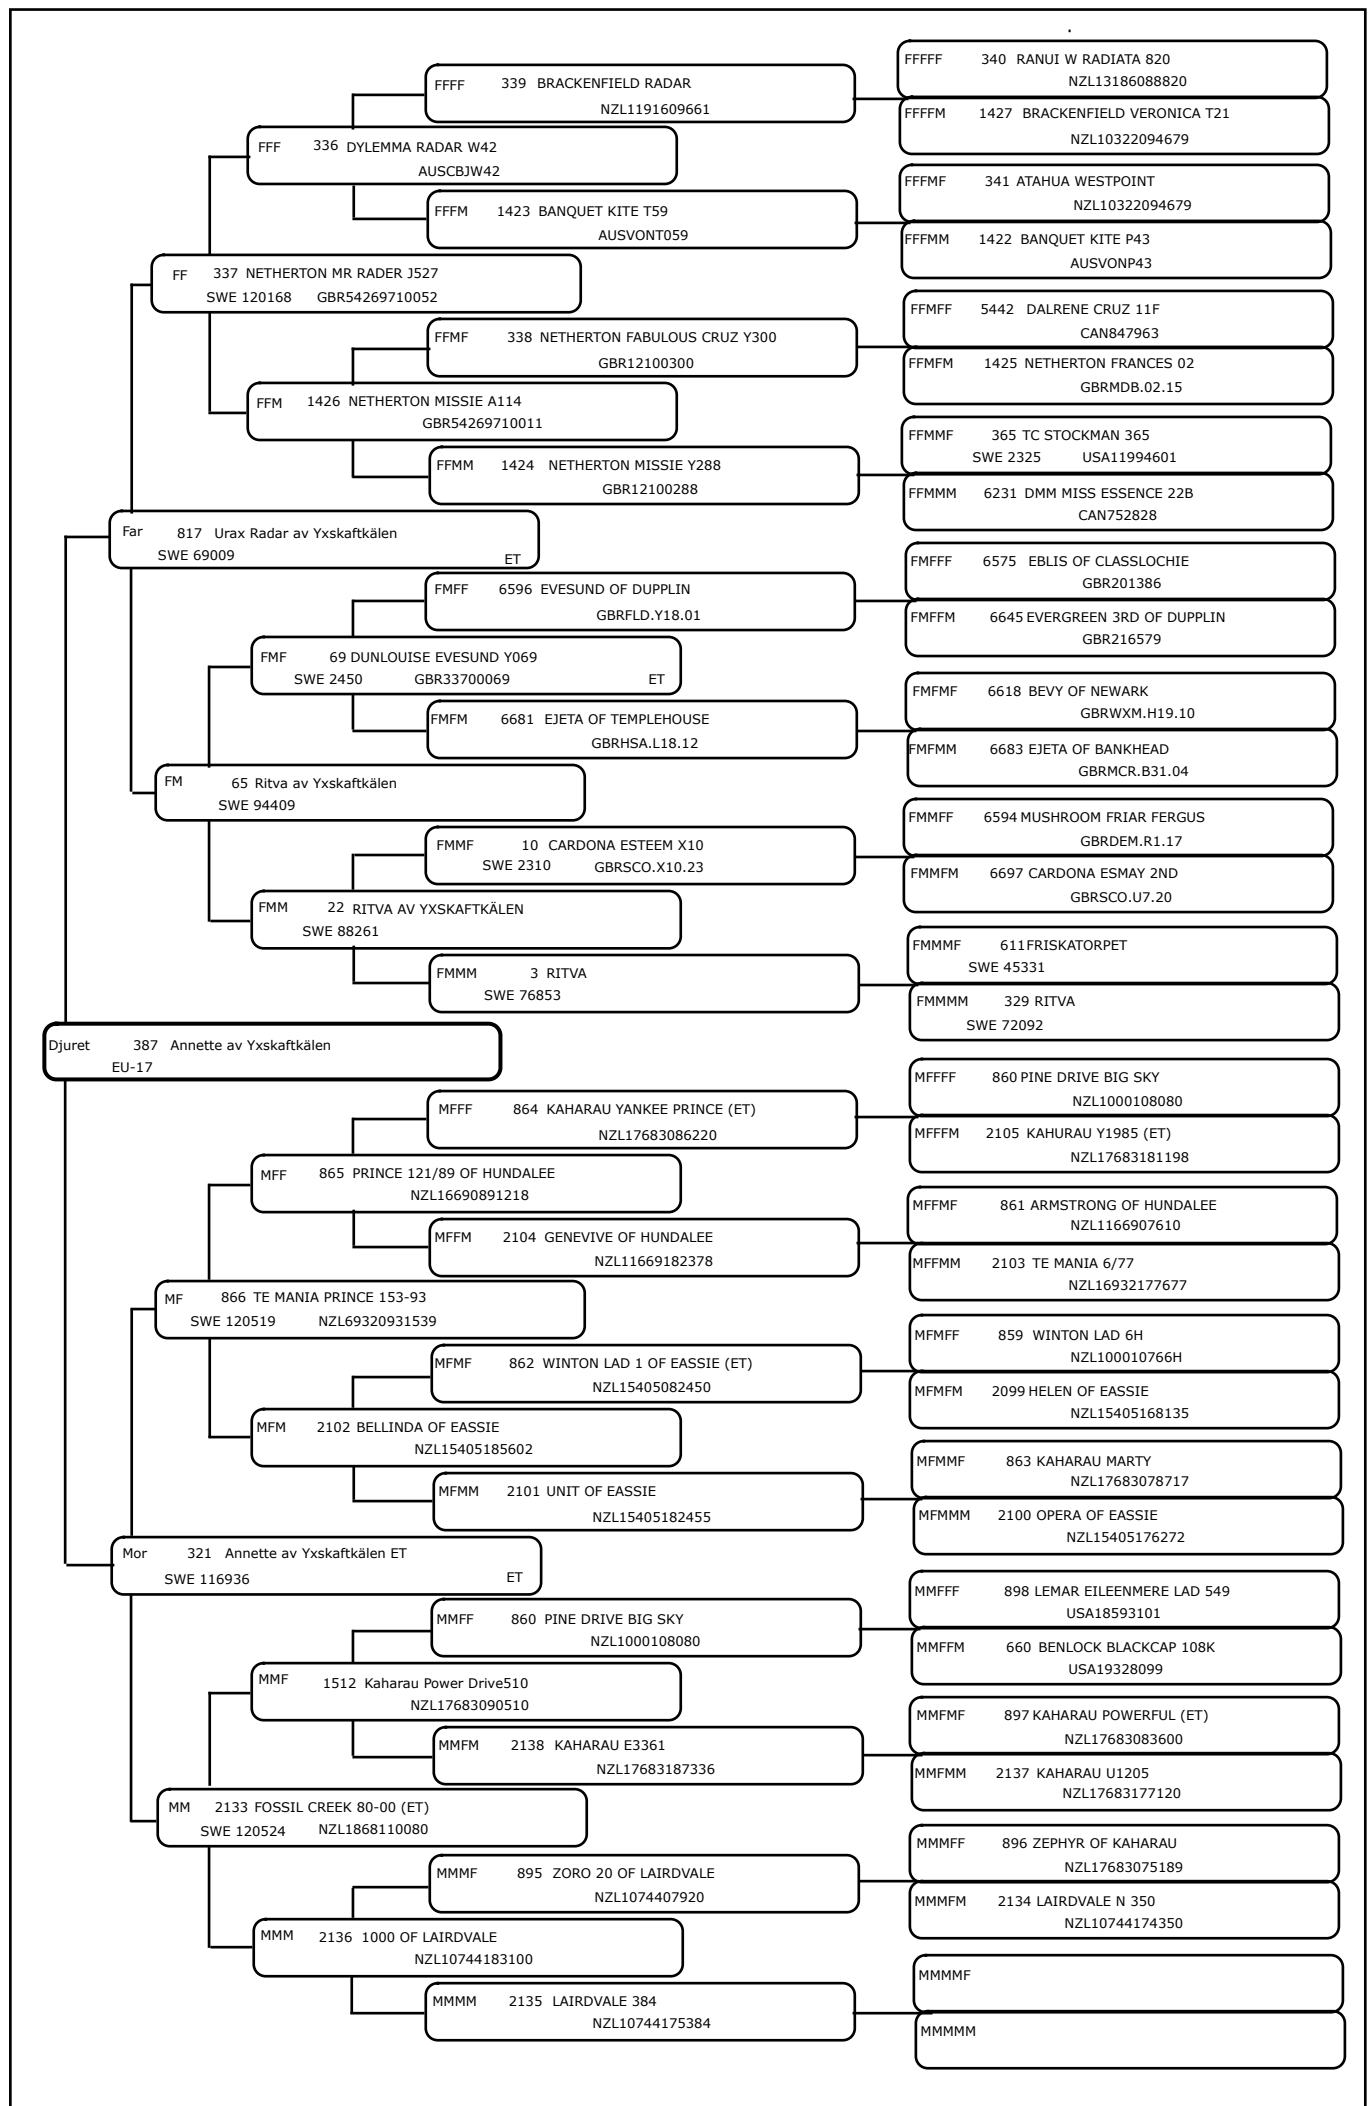 FFFFF 340 RANUI W RADIATA 820
NZL13186088820
FFFF 339 BRACKENFIELD RADAR
NZL1191609661
FFFFM 1427 BRACKENFIELD VERONICA T21
NZL10322094679
FFF 336 DYLEMMA RADAR W42
AUSCBJW42
FFFMF 341 ATAHUA WESTPOINT
NZL10322094679
FFFM 1423 BANQUET KITE T59
AUSVONT059
FFFMM 1422 BANQUET KITE P43
AUSVONP43
FF 337 NETHERTON MR RADER J527
SWE 120168 GBR54269710052
FFMFF 5442 DALRENE CRUZ 11F
CAN847963
FFMF 338 NETHERTON FABULOUS CRUZ Y300
GBR12100300
FFMFM 1425 NETHERTON FRANCES 02
GBRMDB.02.15
FFM 1426 NETHERTON MISSIE A114
GBR54269710011
FFMMF 365 TC STOCKMAN 365
SWE 2325 USA11994601
FFMM 1424 NETHERTON MISSIE Y288
GBR12100288
FFMMM 6231 DMM MISS ESSENCE 22B
CAN752828
Far 817 Urax Radar av Yxskaftkälen
SWE 69009 ET
FMFFF 6575 EBLIS OF CLASSLOCHIE
GBR201386
FMFF 6596 EVESUND OF DUPPLIN
GBRFLD.Y18.01
FMFFM 6645 EVERGREEN 3RD OF DUPPLIN
GBR216579
FMF 69 DUNLOUISE EVESUND Y069
SWE 2450 GBR33700069 ET
FMFMF 6618 BEVY OF NEWARK
GBRWXM.H19.10
FMFM 6681 EJETA OF TEMPLEHOUSE
GBRHSA.L18.12
FMFMM 6683 EJETA OF BANKHEAD
GBRMCR.B31.04
FM 65 Ritva av Yxskaftkälen
SWE 94409
FMMFF 6594 MUSHROOM FRIAR FERGUS
GBRDEM.R1.17
FMMF 10 CARDONA ESTEEM X10
SWE 2310 GBRSCO.X10.23
FMMFM 6697 CARDONA ESMAY 2ND
GBRSCO.U7.20
FMM 22 RITVA AV YXSKAFTKÄLEN
SWE 88261
FMMMF 611 FRISKATORPET
SWE 45331
FMMM 3 RITVA
SWE 76853
FMMMM 329 RITVA
SWE 72092
Djuret 387 Annette av Yxskaftkälen
EU-17
MFFFF 860 PINE DRIVE BIG SKY
NZL1000108080
MFFF 864 KAHARAU YANKEE PRINCE (ET)
NZL17683086220
MFFFM 2105 KAHURAU Y1985 (ET)
NZL17683181198
MFF 865 PRINCE 121/89 OF HUNDALEE
NZL16690891218
MFFMF 861 ARMSTRONG OF HUNDALEE
NZL1166907610
MFFM 2104 GENEVIVE OF HUNDALEE
NZL11669182378
MFFMM 2103 TE MANIA 6/77
NZL16932177677
MF 866 TE MANIA PRINCE 153-93
SWE 120519 NZL69320931539
MFMFF 859 WINTON LAD 6H
NZL100010766H
MFMF 862 WINTON LAD 1 OF EASSIE (ET)
NZL15405082450
MFMFM 2099 HELEN OF EASSIE
NZL15405168135
MFM 2102 BELLINDA OF EASSIE
NZL15405185602
MFMMF 863 KAHARAU MARTY
NZL17683078717
MFMM 2101 UNIT OF EASSIE
NZL15405182455
MFMMM 2100 OPERA OF EASSIE
NZL15405176272
Mor 321 Annette av Yxskaftkälen ET
SWE 116936 ET
MMFFF 898 LEMAR EILEENMERE LAD 549
USA18593101
MMFF 860 PINE DRIVE BIG SKY
NZL1000108080
MMFFM 660 BENLOCK BLACKCAP 108K
USA19328099
MMF 1512 Kaharau Power Drive510
NZL17683090510
MMFMF 897 KAHARAU POWERFUL (ET)
NZL17683083600
MMFM 2138 KAHARAU E3361
NZL17683187336
MMFMM 2137 KAHARAU U1205
NZL17683177120
MM 2133 FOSSIL CREEK 80-00 (ET)
SWE 120524 NZL1868110080
MMMFF 896 ZEPHYR OF KAHARAU
NZL17683075189
MMMF 895 ZORO 20 OF LAIRDVALE
NZL1074407920
MMMFM 2134 LAIRDVALE N 350
NZL10744174350
MMM 2136 1000 OF LAIRDVALE
NZL10744183100
MMMMF
MMMM 2135 LAIRDVALE 384
NZL10744175384
MMMMM